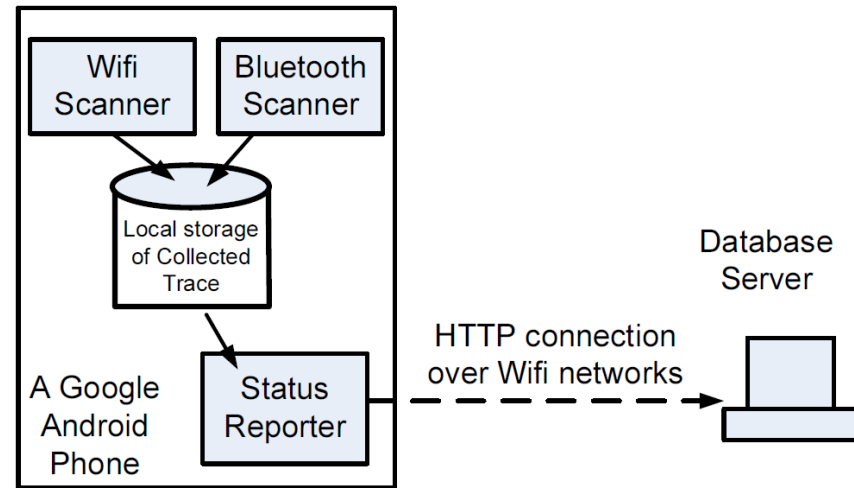 Wifi
Scanner
Bluetooth
Scanner
Local storage
of Collected
Trace
Database
Server
HTTP connection
over Wifi networks
Status
Reporter
A Google
Android
Phone